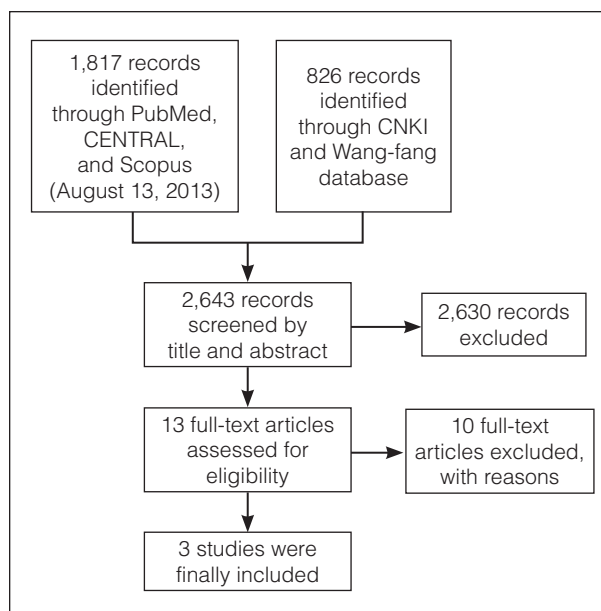 1,817 records
identified
through PubMed,
CENTRAL,
and Scopus
(August 13, 2013)
826 records
identified
through CNKI
and Wang-fang
database
2,643 records
screened by
title and abstract
2,630 records
excluded
13 full-text articles
assessed for
eligibility
10 full-text
articles excluded,
with reasons
3 studies were
finally included